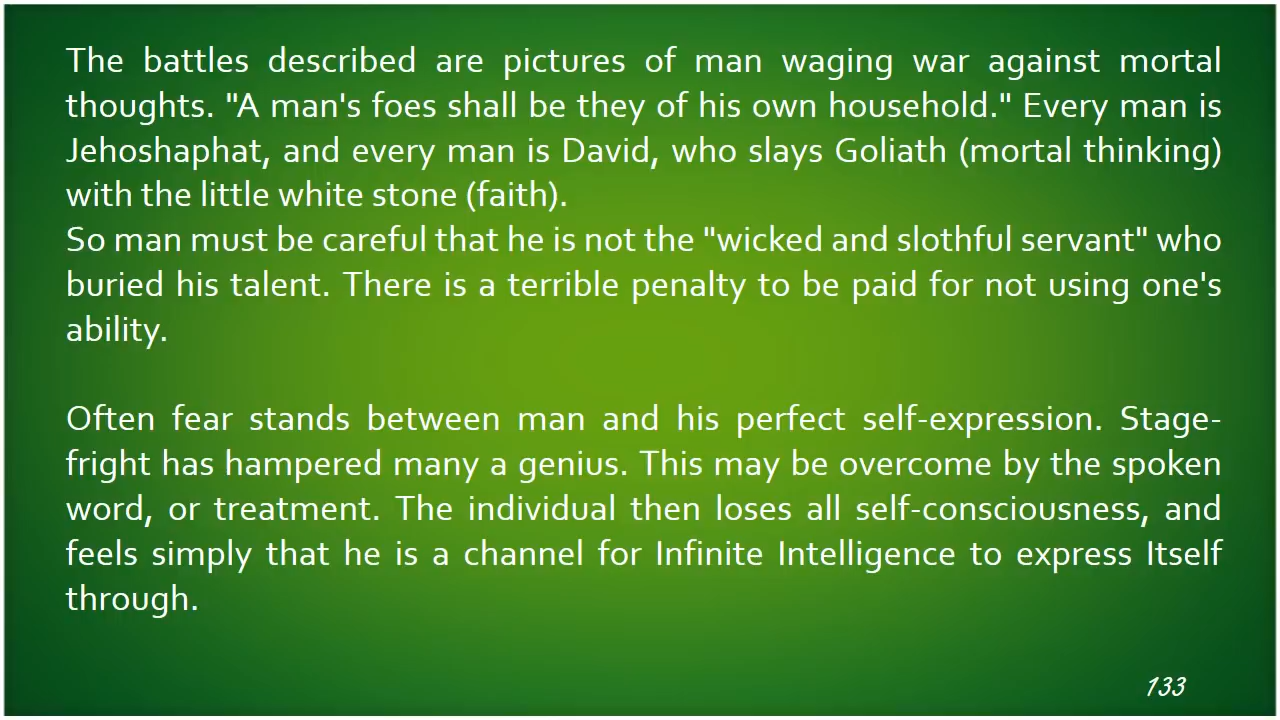 The battles described are pictures of man waging war against mortal
thoughts. "A man's foes shall be they of his own household." Every man is
Jehoshaphat, and every man is David, who slays Goliath (mortal thinking)
with the little white stone (faith).
So man must be careful that he is not the "wicked and slothful servant" who
buried his talent. There is a terrible penalty to be paid for not using one's
ability.
Often fear stands between man and his perfect self-expression. Stage-
fright has hampered many a genius. This may be overcome by the spoken
word, or treatment. The individual then loses all self-consciousness, and
feels simply that he is a channel for Infinite Intelligence to express Itself
through.
133